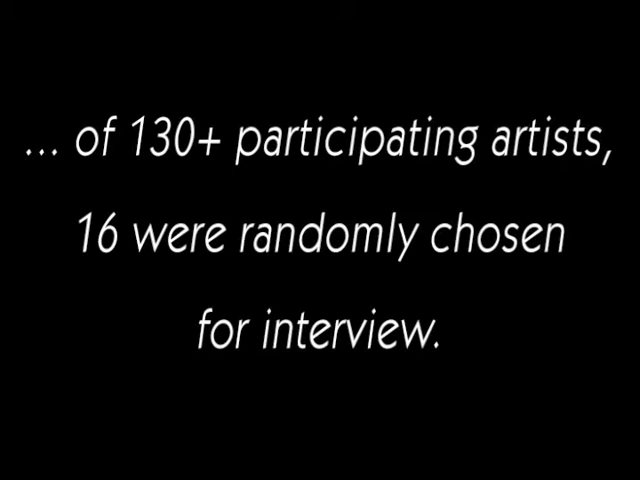 ... of 130+ participating artists,
16 were randomly chosen
for interview.